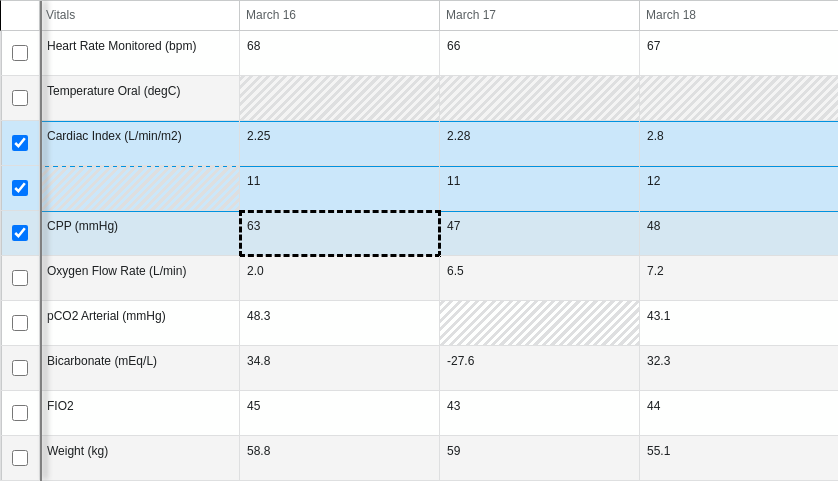 Vitals March 16 March 17 March 18
Heart Rate Monitored (bpm) 68 66 67
Temperature Oral (degC)
Cardiac Index (L/min/m2) 2.25 2.28 2.8
11 11 12
CPP (mmHg) 63 47 48
Oxygen Flow Rate (L/min) 2.0 6.5 7.2
pCO2 Arterial (mmHg) 48.3 43.1
Bicarbonate (mEq/L) 34.8 -27.6 32.3
FIO2 45 43 44
Weight (kg) 58.8 59 55.1